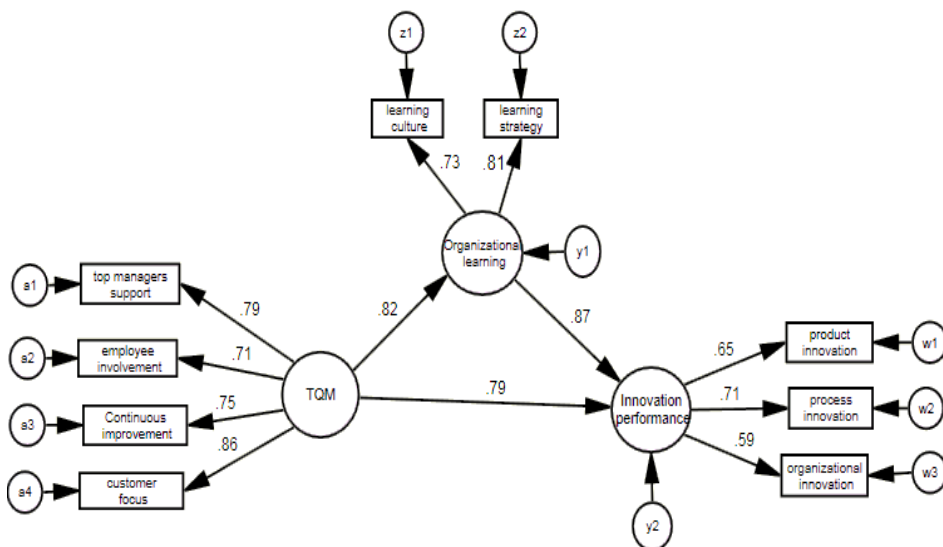 z1
z2
learning
culture
learning
strategy
.73
.81
Organizational
learning
y1
a1
top managers
support
.79
.82
.87
a2
employee
involvement
.71
TQM
.79
a3
Continuous
improvement
.75
a4
customer
focus
.86
Innovation
performance
.65
product
innovation
w1
.71
process
innovation
w2
.59
organizational
innovation
w3
y2